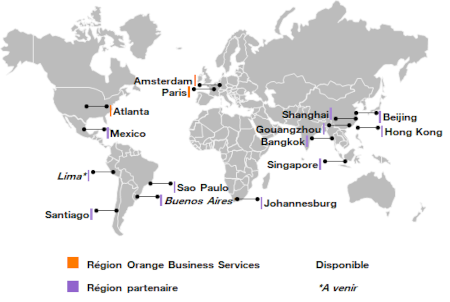 Amsterdam
Paris
Atlanta
Mexico
Shanghai
Beijing
Gouangzhou
Hong Kong
Bangkok
Singapore
Lima*
Sao Paulo
Buenos Aires
Johannesburg
Santiago
Région Orange Business Services
Disponible
Région partenaire
*A venir